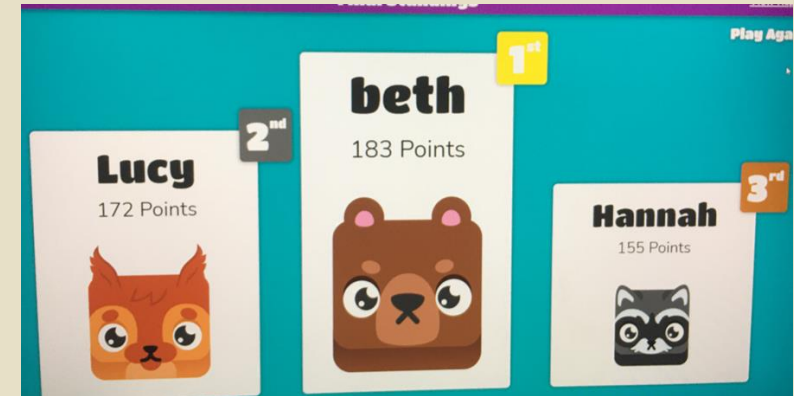 Play Aga
1st
beth
183 Points
2nd
Lucy
172 Points
3rd
Hannah
155 Points